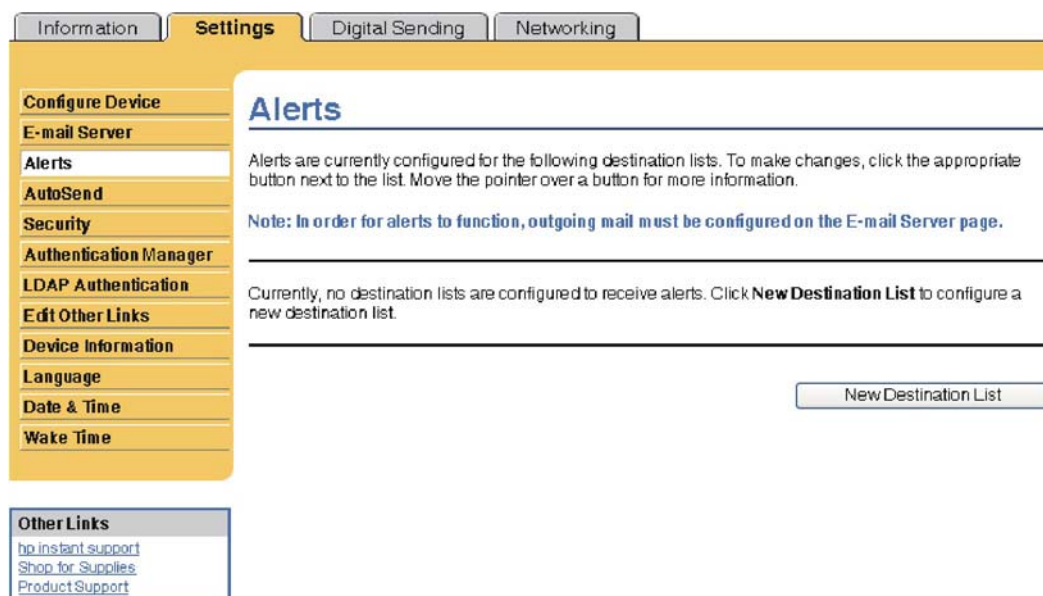 Information
Settings
Digital Sending
Networking
Configure Device
E-mail Server
Alerts
AutoSend
Security
Authentication Manager
LDAP Authentication
Edit Other Links
Device Information
Language
Date & Time
Wake Time
Other Links
hp instant support
Shop for Supplies
Product Support
Alerts
Alerts are currently configured for the following destination lists. To make changes, click the appropriate
button next to the list. Move the pointer over a button for more information.
Note: In order for alerts to function, outgoing mail must be configured on the E-mail Server page.
Currently, no destination lists are configured to receive alerts. Click New Destination List to configure a
new destination list.
New Destination List